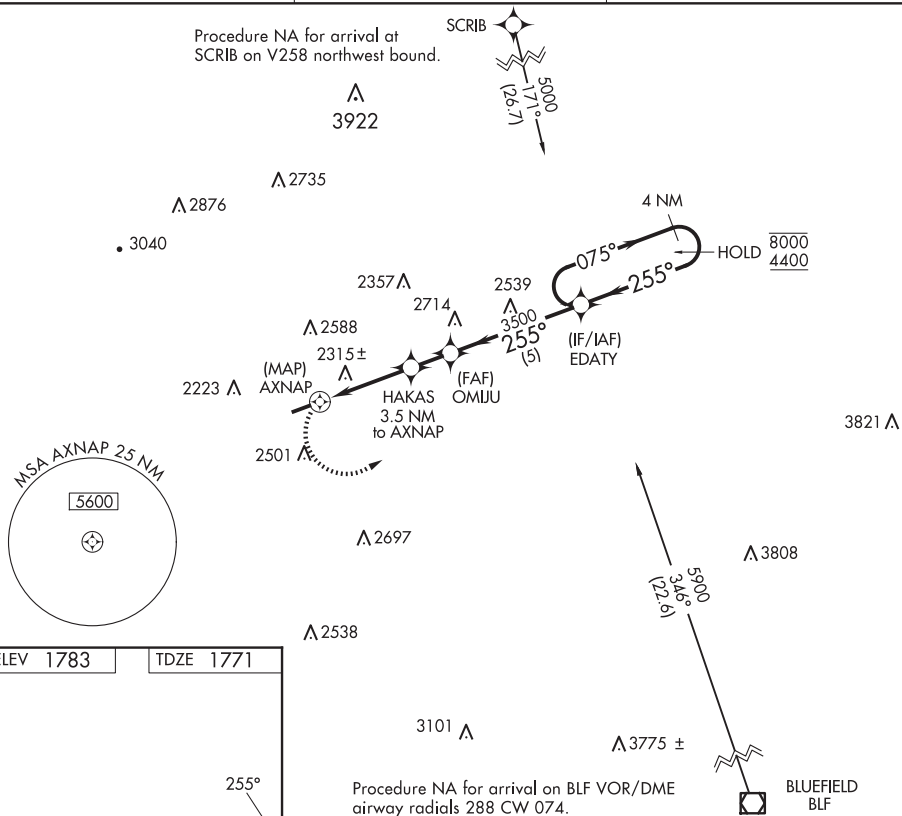 Procedure NA for arrival at
SCRIB on V258 northwest bound.
SCRIB
5000
171°
(26.7)
3922
2735
2876
3040
4 NM
075°
HOLD 8000
4400
255°
2357
2539
2714
3500
255°
(5)
(IF/IAF)
EDATY
2588
2315±
(MAP)
AXNAP
2223
HAKAS
3.5 NM
to AXNAP
(FAF)
OMIJU
3821
2501
MSA AXNAP 25 NM
5600
2697
3808
5900
346°
(22.6)
2538
ELEV 1783
TDZE 1771
3101
3775 ±
255°
Procedure NA for arrival on BLF VOR/DME
airway radials 288 CW 074.
BLUEFIELD
BLF